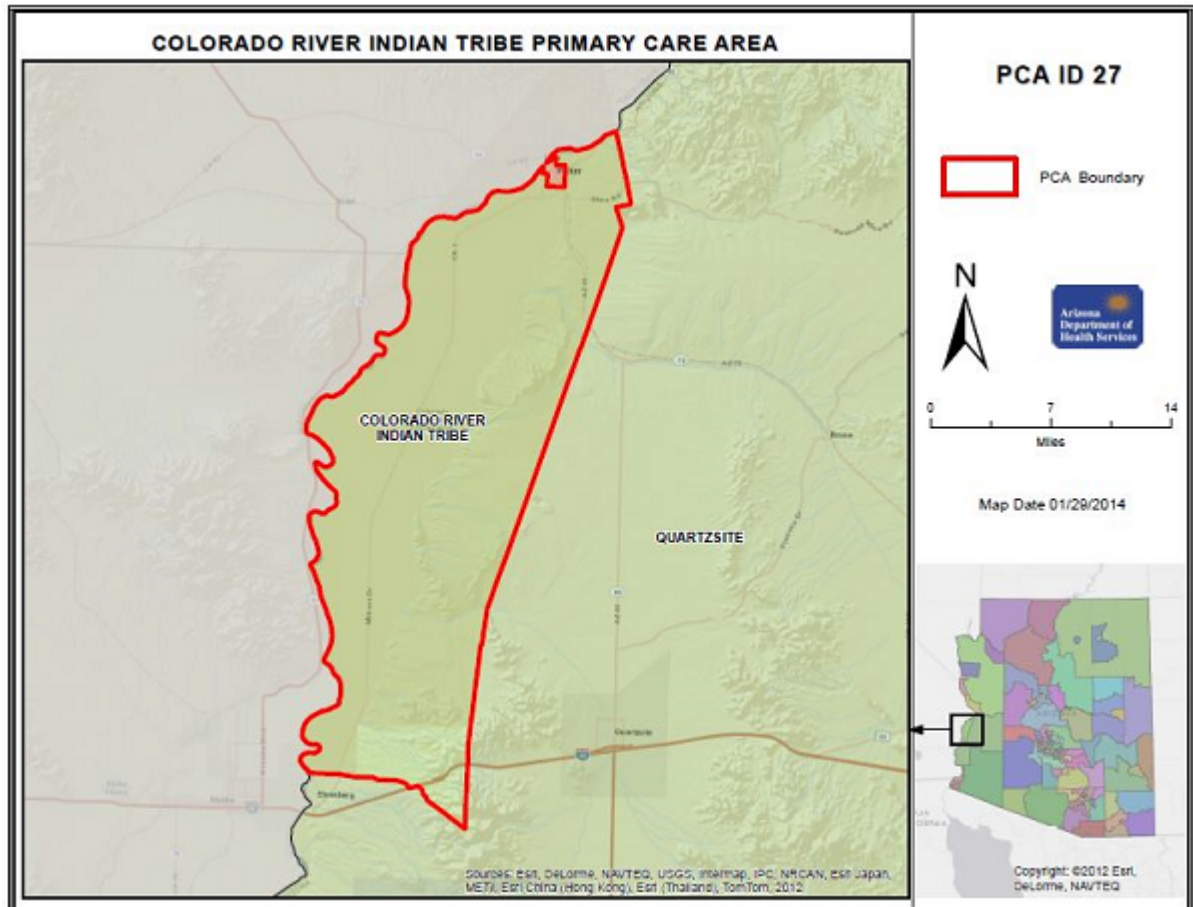 COLORADO RIVER INDIAN TRIBE PRIMARY CARE AREA
PCA ID 27
PCA Boundary
N
Arizona
Department of
Health Services
0 7 14
Miles
Map Date 01/29/2014
COLORADO RIVER
INDIAN TRIBE
QUARTZSITE
Bouse
Quartzsite
Ehrenberg
Sources: Esri, DeLorme, NAVTEQ, USGS, Intermap, iPC, NRCAN, Esri Japan,
METI, Esri China (Hong Kong), Esri (Thailand), TomTom, 2012
Copyright: ©2012 Esri,
DeLorme, NAVTEQ